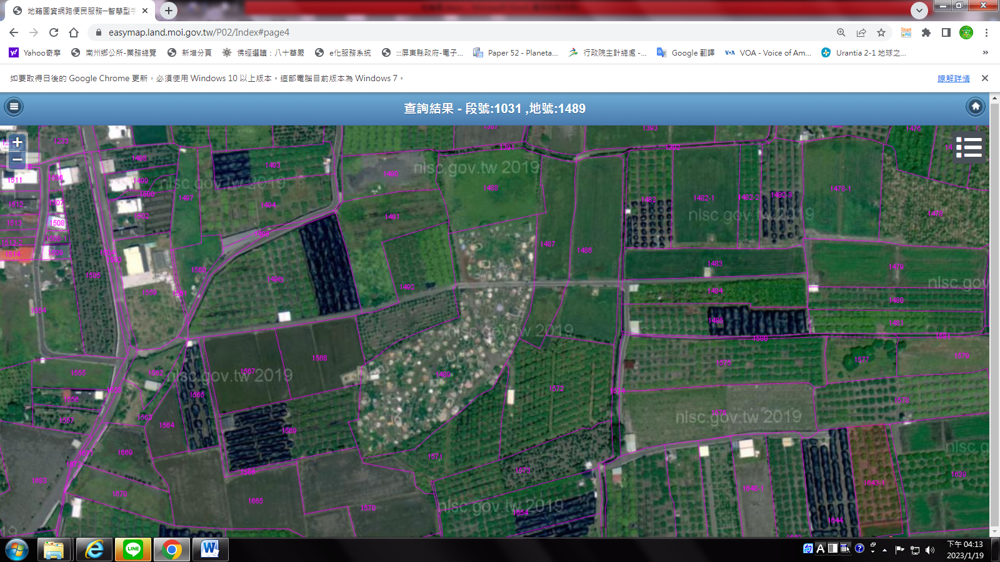 地籍圖資網路便民服務─智慧型手
easymap.land.moi.gov.tw/P02/Index#page4
Yahoo奇摩
南州鄉公所-業務總覽
新增分頁
佛經選讀：八十華嚴
e化服務系統
:::屏東縣政府-電子...
Paper 52 - Planeta...
行政院主計總處 -...
Google 翻譯
VOA - Voice of Am...
Urantia 2-1 地球之...
»
如要取得日後的 Google Chrome 更新，必須使用 Windows 10 以上版本。這部電腦目前版本為 Windows 7。
瞭解詳情
查詢結果 - 段號:1031 ,地號:1489
+
−
nlsc.gov.tw 2019
1493
1488
nlsc.gov.tw 2019
1478-1
1511
1499
1497
1494
1482
1482-1
1482-2
1482-3
nlsc.gov.tw 2019
1491
1508
1487
1486
1514
1483
1479
1492
1484
nlsc.gov
1480
1485
1481
nlsc.gov.tw 2019
1568
1575
1577
1567
nlsc.gov.tw 2019
1489
1555
1572
1565
1556
1557
1564
1569
nlsc.gov.tw 2019
1669
1571
nlsc.g
1573
1639
1670
1665
1570
nlsc.gov.tw 2019
1644
LINE
下午 04:13
2023/1/19